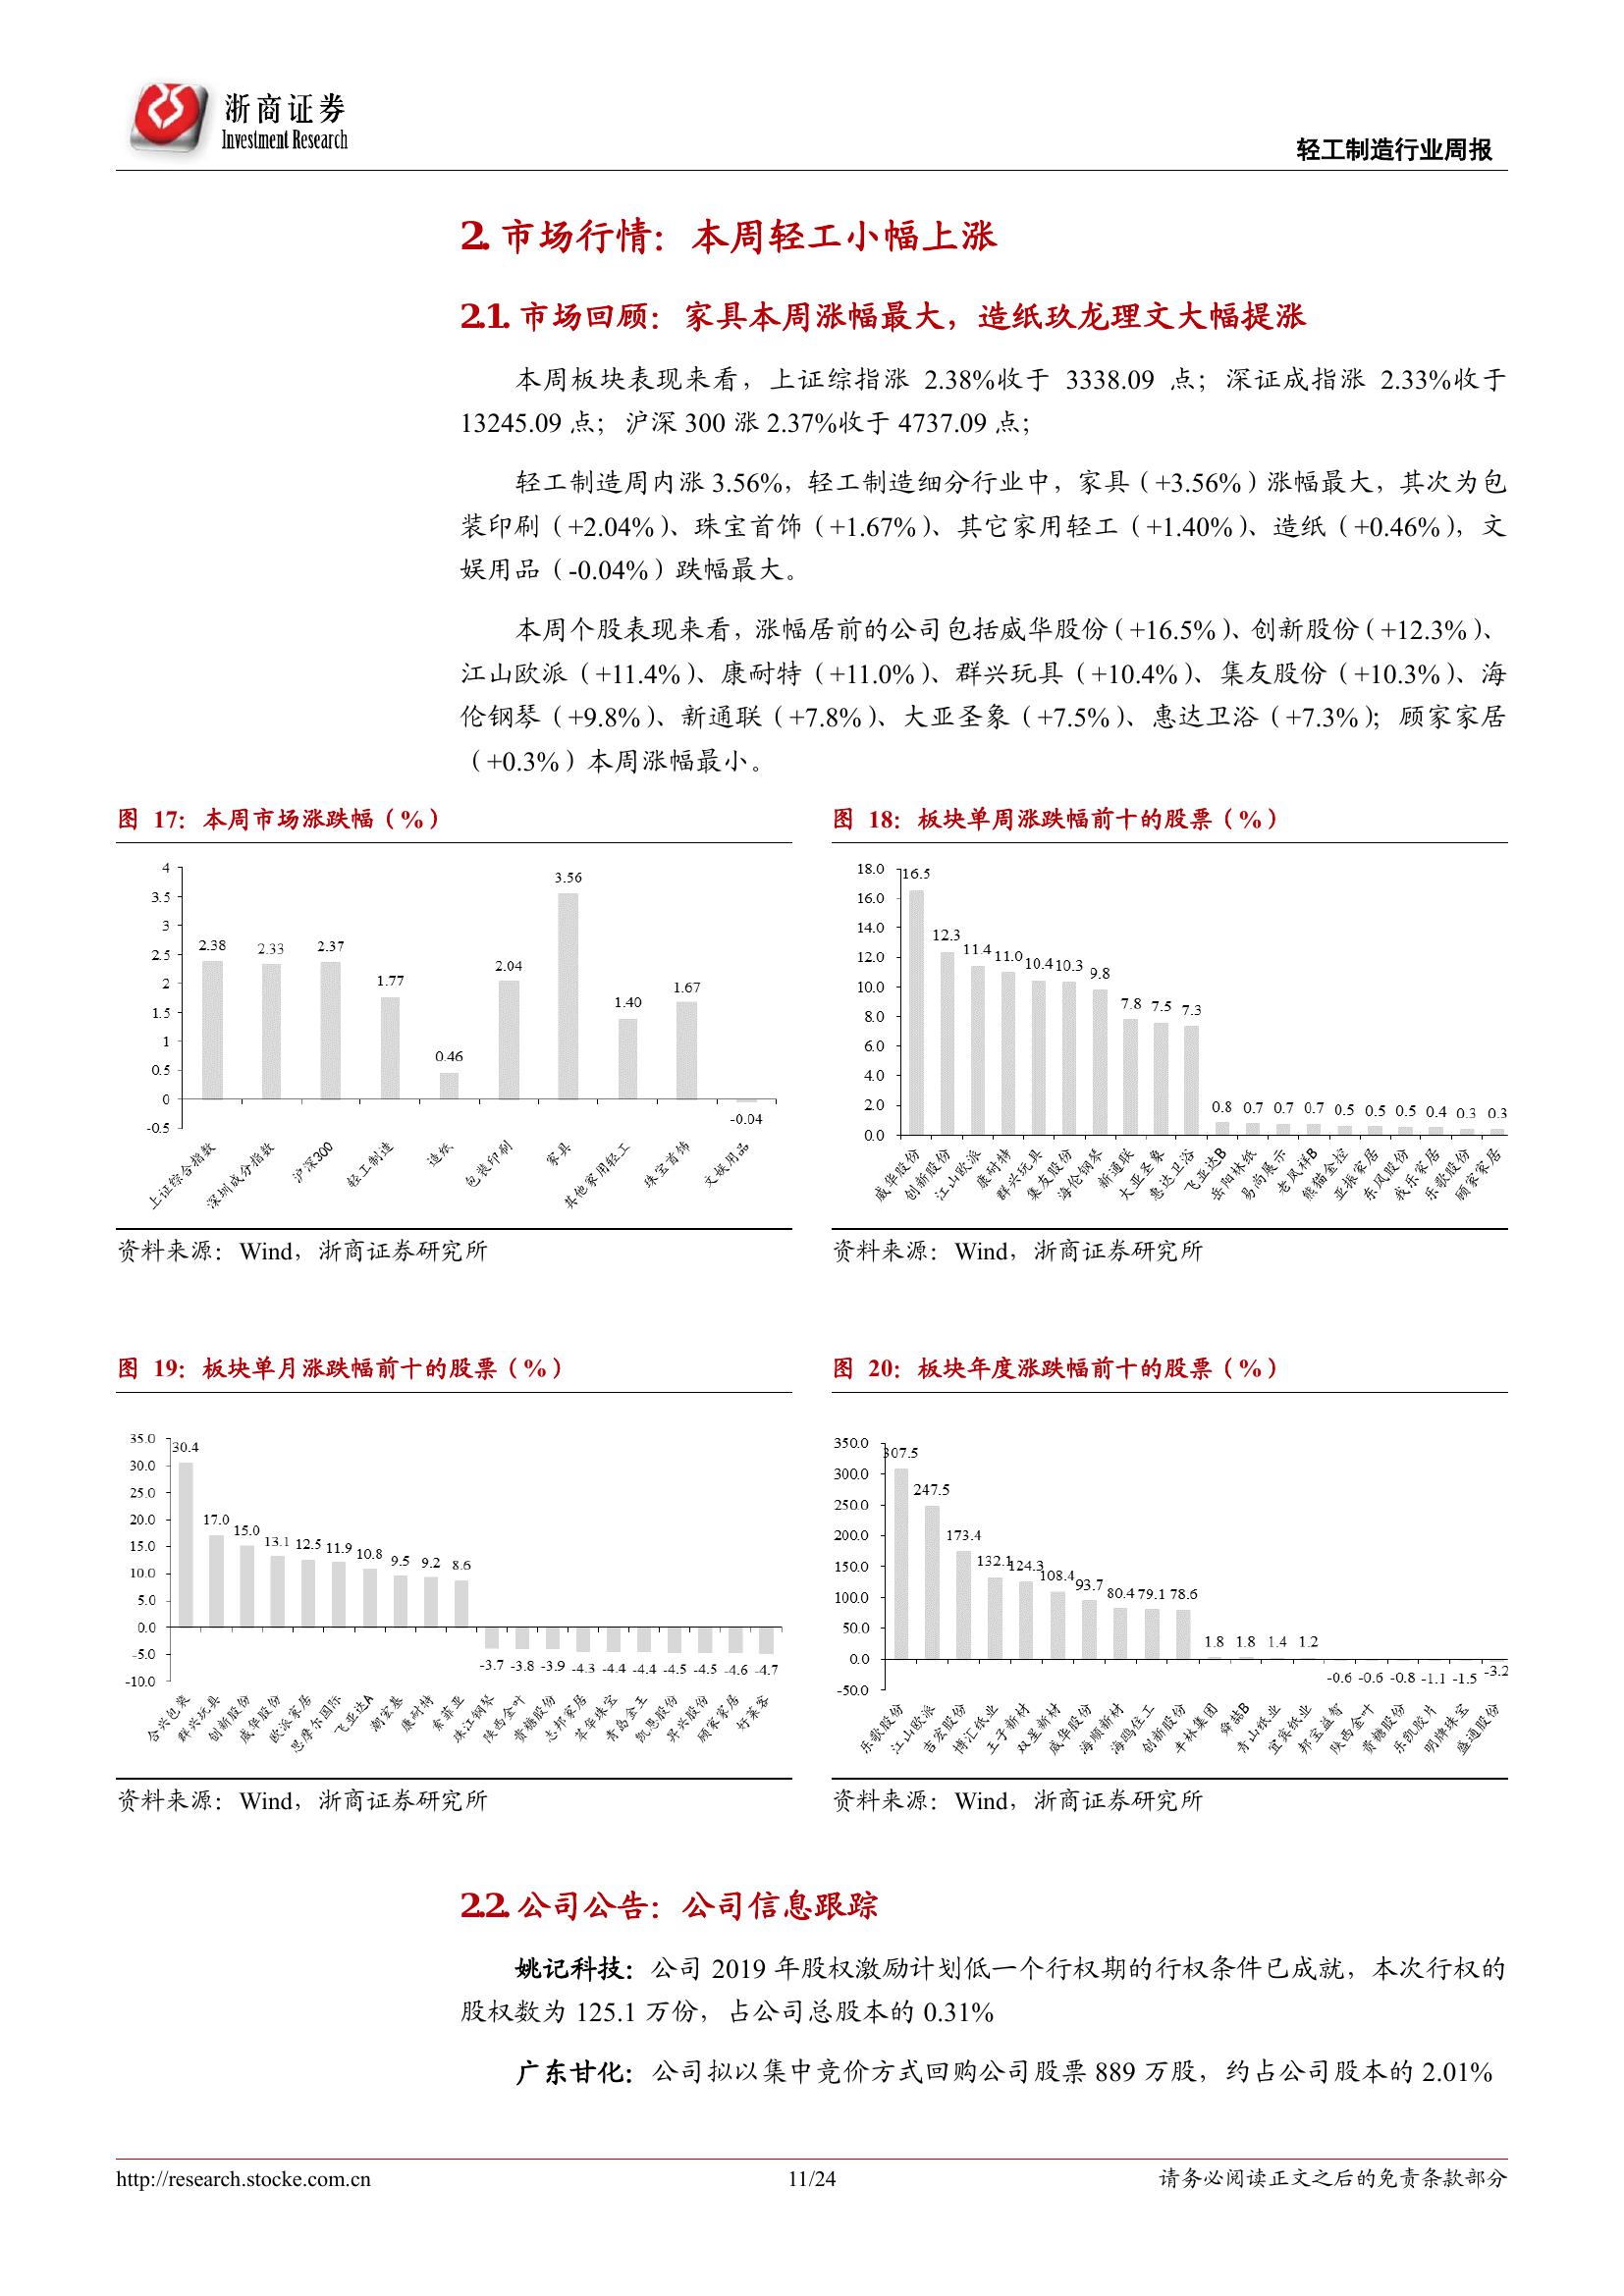 浙商证券
Investment Research
轻工制造行业周报
2. 市场行情：本周轻工小幅上涨
2.1. 市场回顾：家具本周涨幅最大，造纸玖龙理文大幅提涨
本周板块表现来看，上证综指涨 2.38%收于 3338.09 点；深证成指涨 2.33%收于
13245.09 点；沪深 300 涨 2.37%收于 4737.09 点；
轻工制造周内涨 3.56%，轻工制造细分行业中，家具（+3.56%）涨幅最大，其次为包
装印刷（+2.04%）、珠宝首饰（+1.67%）、其它家用轻工（+1.40%）、造纸（+0.46%），文
娱用品（-0.04%）跌幅最大。
本周个股表现来看，涨幅居前的公司包括威华股份（+16.5%）、创新股份（+12.3%）、
江山欧派（+11.4%）、康耐特（+11.0%）、群兴玩具（+10.4%）、集友股份（+10.3%）、海
伦钢琴（+9.8%）、新通联（+7.8%）、大亚圣象（+7.5%）、惠达卫浴（+7.3%）；顾家家居
（+0.3%）本周涨幅最小。
图 17：本周市场涨跌幅（%）
4
3.5
3
2.5
2
1.5
1
0.5
0
-0.5
2.38
2.33
2.37
1.77
0.46
2.04
3.56
1.40
1.67
-0.04
上证综合指数
深圳成分指数
沪深300
轻工制造
造纸
包装印刷
家具
其他家用轻工
珠宝首饰
文娱用品
资料来源：Wind，浙商证券研究所
图 18：板块单周涨跌幅前十的股票（%）
18.0
16.0
14.0
12.0
10.0
8.0
6.0
4.0
2.0
0.0
16.5
12.3
11.4
11.0
10.4
10.3
9.8
7.8
7.5
7.3
0.8
0.7
0.7
0.7
0.5
0.5
0.5
0.4
0.3
0.3
威华股份
创新股份
江山欧派
康耐特
群兴玩具
集友股份
海伦钢琴
新通联
大亚圣象
惠达卫浴
飞亚达B
岳阳林纸
易尚展示
老凤祥B
熊猫金控
亚振家居
东风股份
我乐家居
乐歌股份
顾家家居
资料来源：Wind，浙商证券研究所
图 19：板块单月涨跌幅前十的股票（%）
35.0
30.0
25.0
20.0
15.0
10.0
5.0
0.0
-5.0
-10.0
30.4
17.0
15.0
13.1
12.5
11.9
10.8
9.5
9.2
8.6
-3.7
-3.8
-3.9
-4.3
-4.4
-4.4
-4.5
-4.5
-4.6
-4.7
合兴包装
群兴玩具
创新股份
威华股份
欧派家居
思摩尔国际
飞亚达A
潮宏基
康耐特
索菲亚
珠江钢琴
陕西金叶
贵糖股份
志邦家居
萃华珠宝
青岛金王
凯恩股份
昇兴股份
顾家家居
好莱客
资料来源：Wind，浙商证券研究所
图 20：板块年度涨跌幅前十的股票（%）
350.0
300.0
250.0
200.0
150.0
100.0
50.0
0.0
-50.0
307.5
247.5
173.4
132.1
124.3
108.4
93.7
80.4
79.1
78.6
1.8
1.8
1.4
1.2
-0.6
-0.6
-0.8
-1.1
-1.5
-3.2
乐歌股份
江山欧派
吉宏股份
博汇纸业
王子新材
双星新材
威华股份
海顺新材
海鸥住工
创新股份
丰林集团
舜喆B
青山纸业
宜宾纸业
邦宝益智
陕西金叶
贵糖股份
乐凯胶片
明牌珠宝
盛通股份
资料来源：Wind，浙商证券研究所
2.2. 公司公告：公司信息跟踪
姚记科技：公司 2019 年股权激励计划低一个行权期的行权条件已成就，本次行权的
股权数为 125.1 万份，占公司总股本的 0.31%
广东甘化：公司拟以集中竞价方式回购公司股票 889 万股，约占公司股本的 2.01%
http://research.stocke.com.cn
11/24
请务必阅读正文之后的免责条款部分